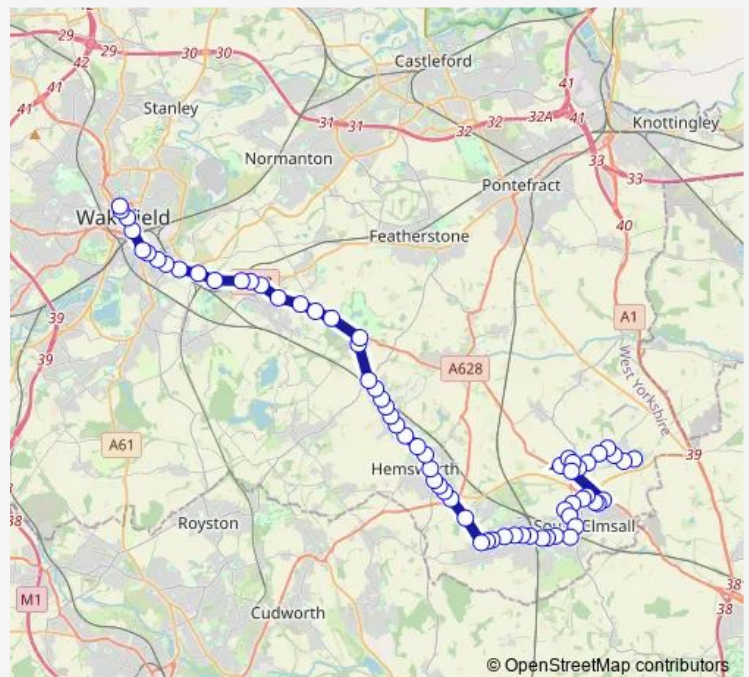 42
29
29
42
30
30
41
41
Stanley
Castleford
41
31
31
32
32
32A
41
Knottingley
Normanton
33
33
Pontefract
Wakefield
40
Featherstone
39
39
A1
A628
West Yorkshire
A61
39
Hemsworth
38
Royston
South Elmsall
38
38
M1
Cudworth
© OpenStreetMap contributors